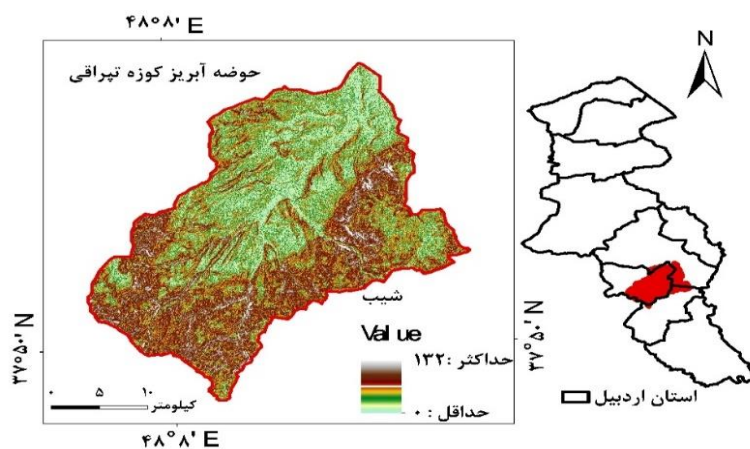 ۴۸°۸' E
N
حوضه آبریز کوزه تپراقی
شیب
Value
حداکثر : ۱۳۲
حداقل : ۰
۰ ۵ ۱۰
کیلومتر
۳۷°۵۰' N
۳۷°۵۰' N
۴۸°۸' E
استان اردبیل